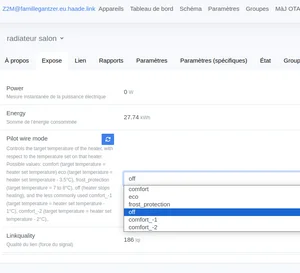 Z2M@famillegantzer.eu.haade.link Appareils Tableau de bord Schéma Paramètres Groupes MàJ OTA
radiateur salon
À propos Expose Lien Rapports Paramètres Paramètres (spécifiques) État Group
Power
Mesure instantanée de la puissance électrique
0 W
Energy
Somme de l'énergie consommée
27.74 kWh
Pilot wire mode
Controls the target temperature of the heater, with
respect to the temperature set on that heater.
Possible values: comfort (target temperature =
heater set temperature) eco (target temperature =
heater set temperature - 3.5°C), frost_protection
(target temperature = 7 to 8°C), off (heater stops
heating), and the less commonly used comfort_-1
(target temperature = heater set temperature -
1°C), comfort_-2 (target temperature = heater set
temperature - 2°C).
off
comfort
eco
frost_protection
off
comfort_-1
comfort_-2
Linkquality
Qualité du lien (force du signal)
186 lqi